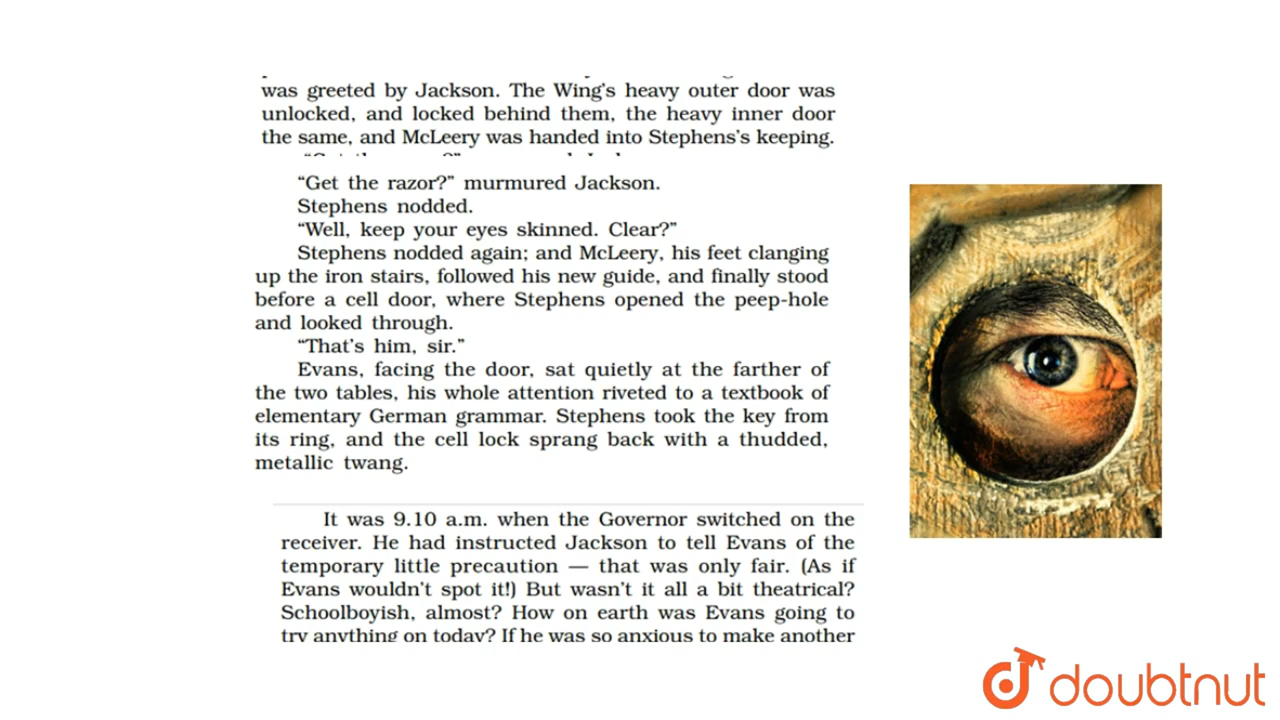 was greeted by Jackson. The Wing's heavy outer door was
unlocked, and locked behind them, the heavy inner door
the same, and McLeery was handed into Stephens's keeping.
“Get the razor?” murmured Jackson.
Stephens nodded.
“Well, keep your eyes skinned. Clear?”
Stephens nodded again; and McLeery, his feet clanging
up the iron stairs, followed his new guide, and finally stood
before a cell door, where Stephens opened the peep-hole
and looked through.
“That's him, sir.”
Evans, facing the door, sat quietly at the farther of
the two tables, his whole attention riveted to a textbook of
elementary German grammar. Stephens took the key from
its ring, and the cell lock sprang back with a thudded,
metallic twang.
It was 9.10 a.m. when the Governor switched on the
receiver. He had instructed Jackson to tell Evans of the
temporary little precaution — that was only fair. (As if
Evans wouldn't spot it!) But wasn't it all a bit theatrical?
Schoolboyish, almost? How on earth was Evans going to
try anything on today? If he was so anxious to make another
doubtnut